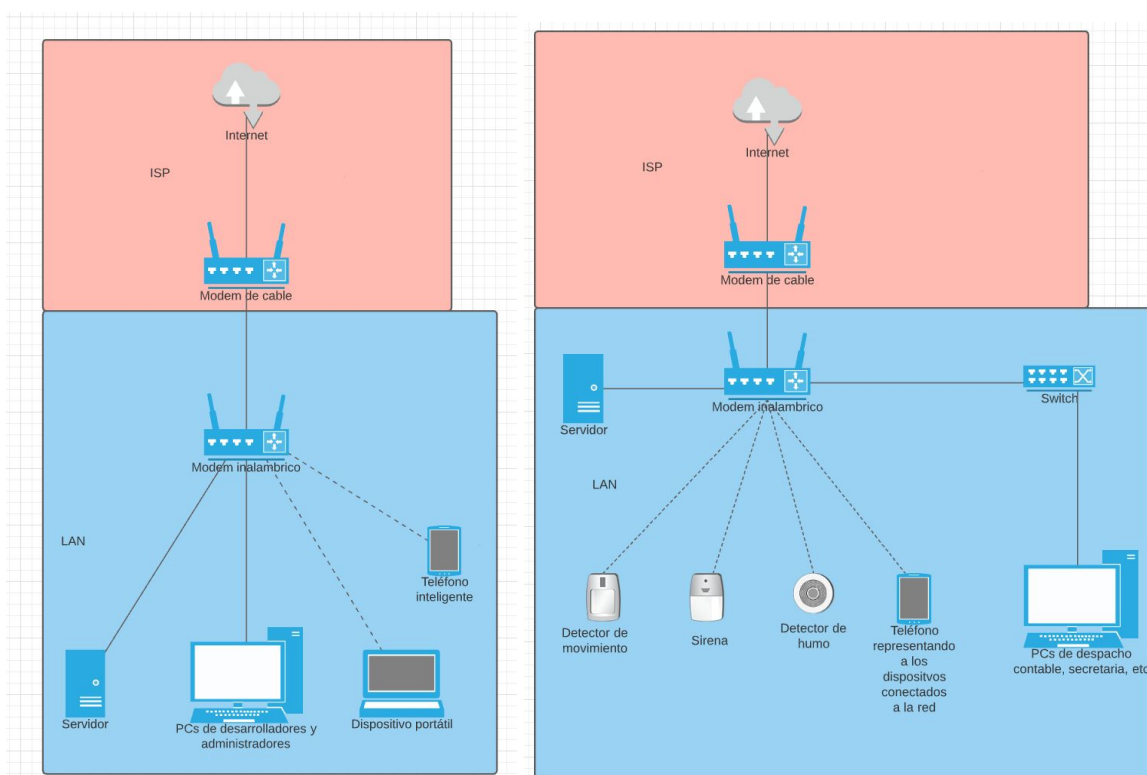 Internet
ISP
Modem de cable
Modem inalambrico
LAN
Teléfono
inteligente
Servidor
PCs de desarrolladores y
administradores
Dispositivo portátil
Internet
ISP
Modem de cable
Modem inalambrico
Switch
Servidor
LAN
Detector de
movimiento
Sirena
Detector de
humo
Teléfono
representando
a los
dispositvos
conectados
a la red
PCs de despacho
contable, secretaria, etc